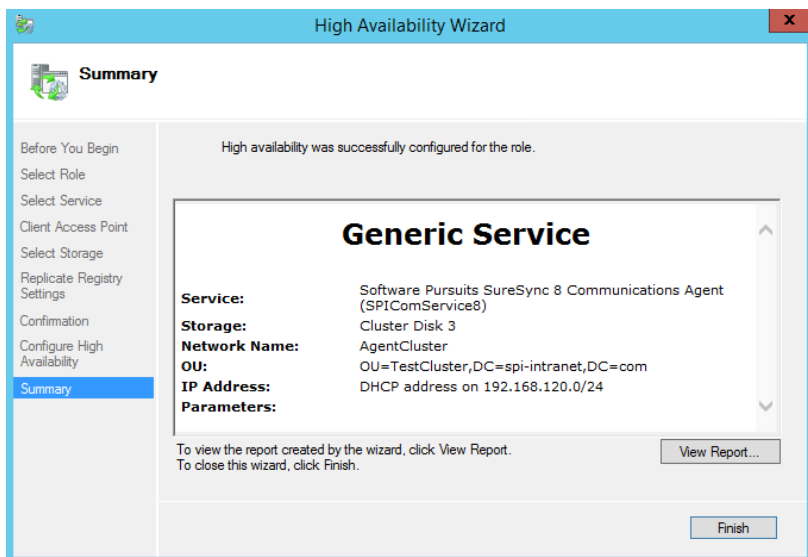 High Availability Wizard
x
Summary
Before You Begin
Select Role
Select Service
Client Access Point
Select Storage
Replicate Registry
Settings
Confirmation
Configure High
Availability
Summary
High availability was successfully configured for the role.
Generic Service
Service: Software Pursuits SureSync 8 Communications Agent
(SPIComService8)
Storage: Cluster Disk 3
Network Name: AgentCluster
OU: OU=TestCluster,DC=spi-intranet,DC=com
IP Address: DHCP address on 192.168.120.0/24
Parameters:
To view the report created by the wizard, click View Report.
To close this wizard, click Finish.
View Report...
Finish